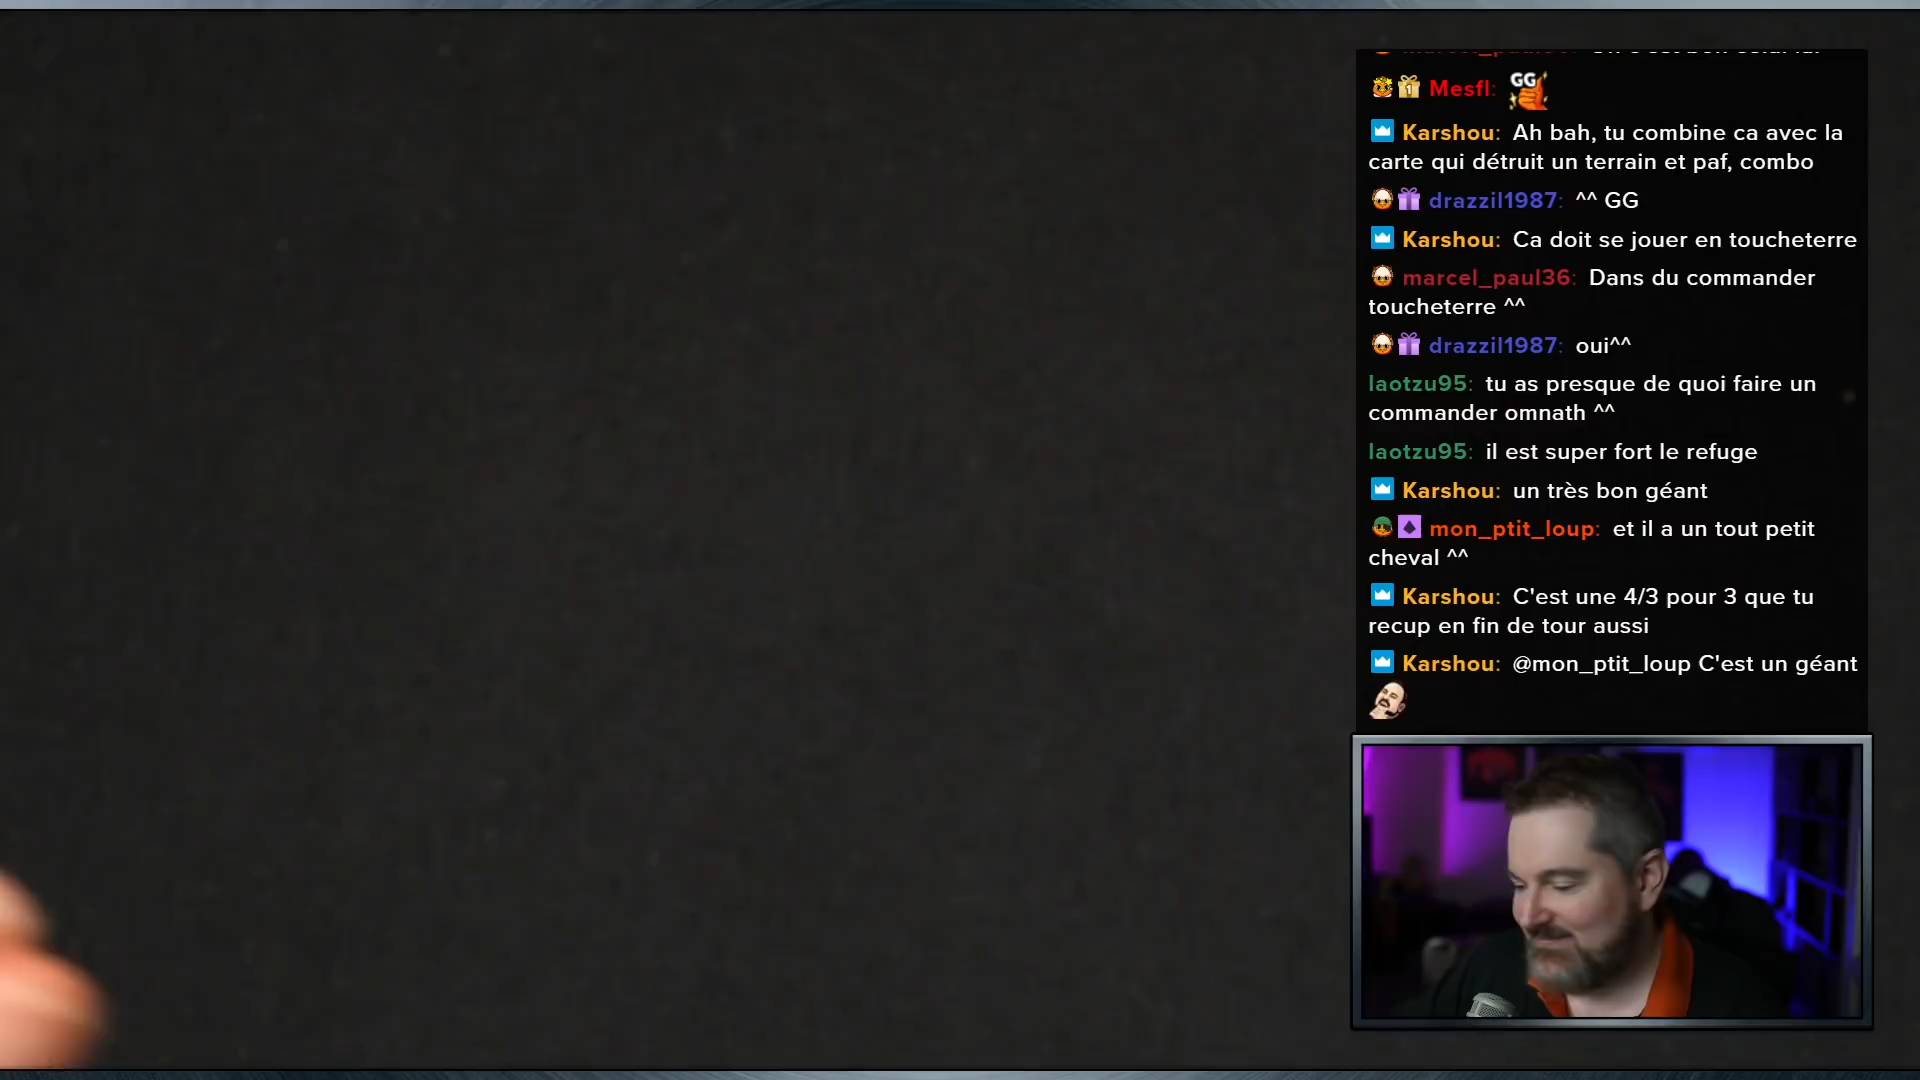 Mesfl: GG
Karshou: Ah bah, tu combine ca avec la
carte qui détruit un terrain et paf, combo
drazzil1987: ^^ GG
Karshou: Ca doit se jouer en toucheterre
marcel_paul36: Dans du commander
toucheterre ^^
drazzil1987: oui^^
laotzu95: tu as presque de quoi faire un
commander omnath ^^
laotzu95: il est super fort le refuge
Karshou: un très bon géant
mon_ptit_loup: et il a un tout petit
cheval ^^
Karshou: C'est une 4/3 pour 3 que tu
recup en fin de tour aussi
Karshou: @mon_ptit_loup C'est un géant